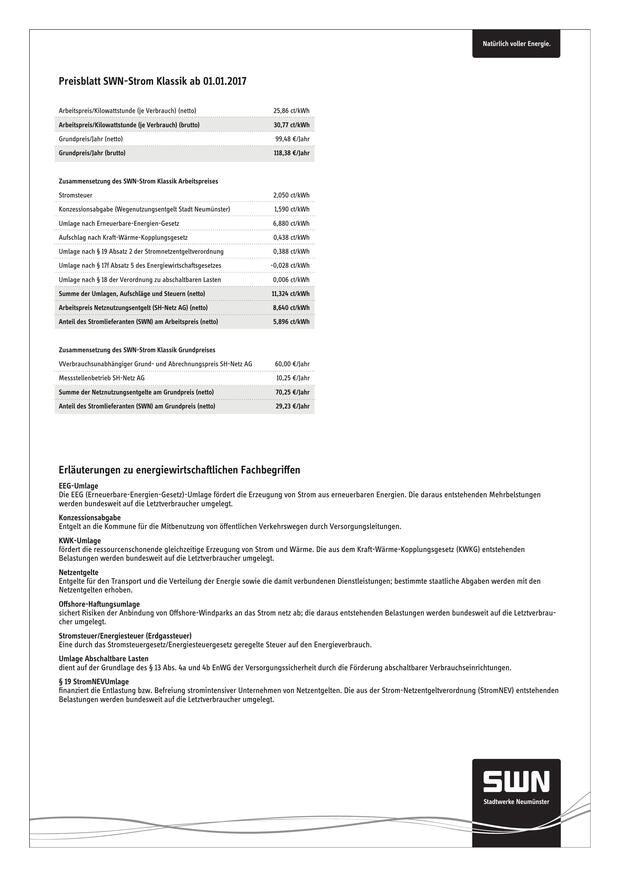 Natürlich voller Energie.
Preisblatt SWN-Strom Klassik ab 01.01.2017
Arbeitspreis/Kilowattstunde (je Verbrauch) (netto) 25,86 ct/kWh
Arbeitspreis/Kilowattstunde (je Verbrauch) (brutto) 30,77 ct/kWh
Grundpreis/Jahr (netto) 99,48 €/Jahr
Grundpreis/Jahr (brutto) 118,38 €/Jahr
Zusammensetzung des SWN-Strom Klassik Arbeitspreises
Stromsteuer 2,050 ct/kWh
Konzessionsabgabe (Wegenutzungsentgelt Stadt Neumünster) 1,590 ct/kWh
Umlage nach Erneuerbare-Energien-Gesetz 6,880 ct/kWh
Aufschlag nach Kraft-Wärme-Kopplungsgesetz 0,438 ct/kWh
Umlage nach § 19 Absatz 2 der Stromnetzentgeltverordnung 0,388 ct/kWh
Umlage nach § 17f Absatz 5 des Energiewirtschaftsgesetzes -0,028 ct/kWh
Umlage nach § 18 der Verordnung zu abschaltbaren Lasten 0,006 ct/kWh
Summe der Umlagen, Aufschläge und Steuern (netto) 11,324 ct/kWh
Arbeitspreis Netznutzungsentgelt (SH-Netz AG) (netto) 8,640 ct/kWh
Anteil des Stromlieferanten (SWN) am Arbeitspreis (netto) 5,896 ct/kWh
Zusammensetzung des SWN-Strom Klassik Grundpreises
VVerbrauchsunabhängiger Grund- und Abrechnungspreis SH-Netz AG 60,00 €/Jahr
Messstellenbetrieb SH-Netz AG 10,25 €/Jahr
Summe der Netznutzungsentgelte am Grundpreis (netto) 70,25 €/Jahr
Anteil des Stromlieferanten (SWN) am Grundpreis (netto) 29,23 €/Jahr
Erläuterungen zu energiewirtschaftlichen Fachbegriffen
EEG-Umlage
Die EEG (Erneuerbare-Energien-Gesetz)-Umlage fördert die Erzeugung von Strom aus erneuerbaren Energien. Die daraus entstehenden Mehrbelstungen
werden bundesweit auf die Letztverbraucher umgelegt.
Konzessionsabgabe
Entgelt an die Kommune für die Mitbenutzung von öffentlichen Verkehrswegen durch Versorgungsleitungen.
KWK-Umlage
fördert die ressourcenschonende gleichzeitige Erzeugung von Strom und Wärme. Die aus dem Kraft-Wärme-Kopplungsgesetz (KWKG) entstehenden
Belastungen werden bundesweit auf die Letztverbraucher umgelegt.
Netzentgelte
Entgelte für den Transport und die Verteilung der Energie sowie die damit verbundenen Dienstleistungen; bestimmte staatliche Abgaben werden mit den
Netzentgelten erhoben.
Offshore-Haftungsumlage
sichert Risiken der Anbindung von Offshore-Windparks an das Strom netz ab; die daraus entstehenden Belastungen werden bundesweit auf die Letztverbrau-
cher umgelegt.
Stromsteuer/Energiesteuer (Erdgassteuer)
Eine durch das Stromsteuergesetz/Energiesteuergesetz geregelte Steuer auf den Energieverbrauch.
Umlage Abschaltbare Lasten
dient auf der Grundlage des § 13 Abs. 4a und 4b EnWG der Versorgungssicherheit durch die Förderung abschaltbarer Verbrauchseinrichtungen.
§ 19 StromNEVUmlage
finanziert die Entlastung bzw. Befreiung stromintensiver Unternehmen von Netzentgelten. Die aus der Strom-Netzentgeltverordnung (StromNEV) entstehenden
Belastungen werden bundesweit auf die Letztverbraucher umgelegt.
SWN
Stadtwerke Neumünster